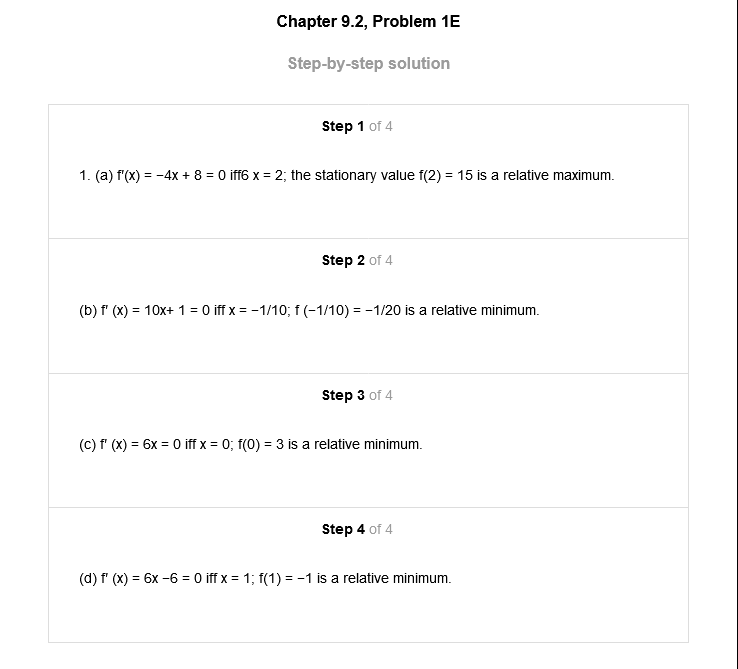 Chapter 9.2, Problem 1E
Step-by-step solution
Step 1 of 4
1. (a) f'(x) = −4x + 8 = 0 iff6 x = 2; the stationary value f(2) = 15 is a relative maximum.
Step 2 of 4
(b) f' (x) = 10x+ 1 = 0 iff x = −1/10; f (−1/10) = −1/20 is a relative minimum.
Step 3 of 4
(c) f' (x) = 6x = 0 iff x = 0; f(0) = 3 is a relative minimum.
Step 4 of 4
(d) f' (x) = 6x −6 = 0 iff x = 1; f(1) = −1 is a relative minimum.